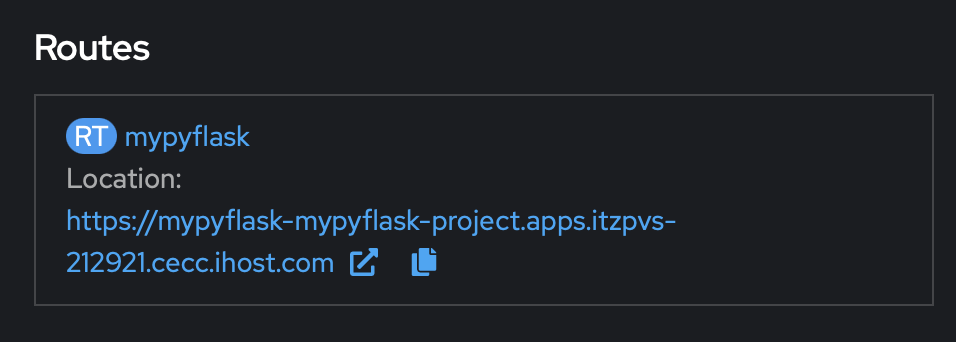 Routes
RT mypyflask
Location:
https://mypyflask-mypyflask-project.apps.itzpvs-
212921.cecc.ihost.com